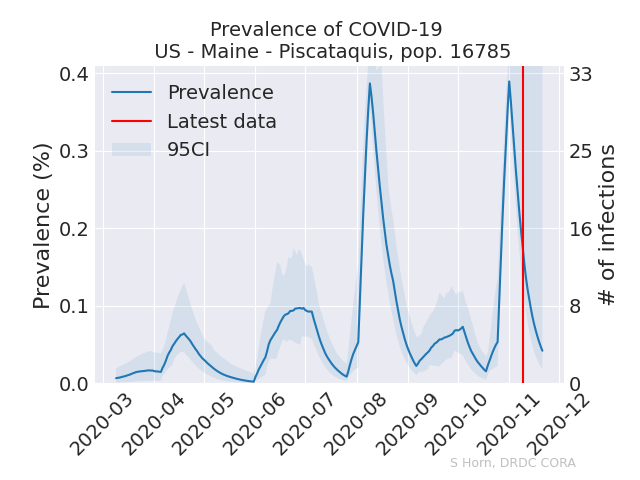 Prevalence of COVID-19
US - Maine - Piscataquis, pop. 16785
Prevalence (%)
0.4
0.3
0.2
0.1
0.0
Prevalence
Latest data
95CI
33
25
16
8
0
# of infections
2020-03
2020-04
2020-05
2020-06
2020-07
2020-08
2020-09
2020-10
2020-11
2020-12
S Horn, DRDC CORA